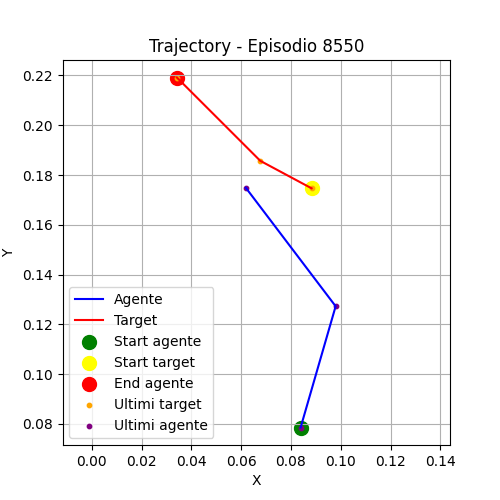 Trajectory - Episodio 8550
Y
0.22
0.20
0.18
0.16
0.14
0.12
0.10
0.08
Agente
Target
Start agente
Start target
End agente
Ultimi target
Ultimi agente
0.00 0.02 0.04 0.06 0.08 0.10 0.12 0.14
X